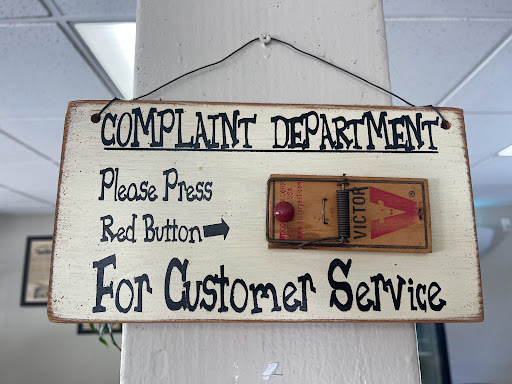 COMPLAINT DEPARTMENT
Please Press
Red Button
VICTOR
For Customer Service